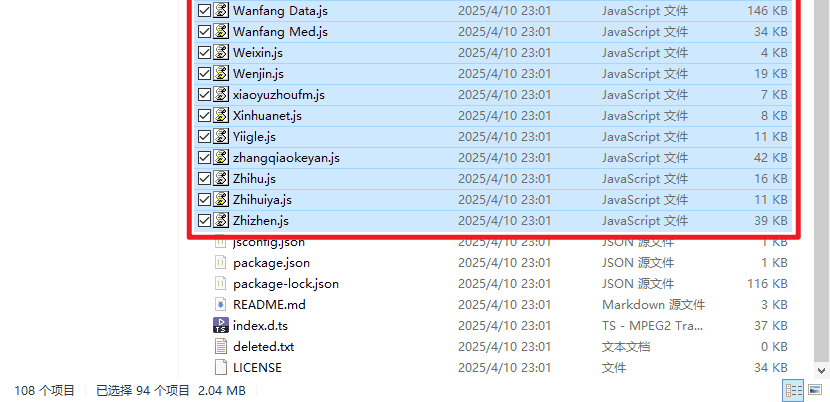 Wanfang Data.js 2025/4/10 23:01 JavaScript 文件 146 KB
Wanfang Med.js 2025/4/10 23:01 JavaScript 文件 34 KB
Weixin.js 2025/4/10 23:01 JavaScript 文件 4 KB
Wenjin.js 2025/4/10 23:01 JavaScript 文件 19 KB
xiaoyuzhoufm.js 2025/4/10 23:01 JavaScript 文件 7 KB
Xinhuanet.js 2025/4/10 23:01 JavaScript 文件 8 KB
Yiigle.js 2025/4/10 23:01 JavaScript 文件 11 KB
zhangqiaokeyan.js 2025/4/10 23:01 JavaScript 文件 42 KB
Zhihu.js 2025/4/10 23:01 JavaScript 文件 16 KB
Zhihuiya.js 2025/4/10 23:01 JavaScript 文件 11 KB
Zhizhen.js 2025/4/10 23:01 JavaScript 文件 39 KB
jsconfig.json 2025/4/10 23:01 JSON 源文件 1 KB
package.json 2025/4/10 23:01 JSON 源文件 1 KB
package-lock.json 2025/4/10 23:01 JSON 源文件 116 KB
README.md 2025/4/10 23:01 Markdown 源文件 3 KB
TS index.d.ts 2025/4/10 23:01 TS - MPEG2 Tra... 37 KB
deleted.txt 2025/4/10 23:01 文本文档 0 KB
LICENSE 2025/4/10 23:01 文件 34 KB
108 个项目 已选择 94 个项目 2.04 MB